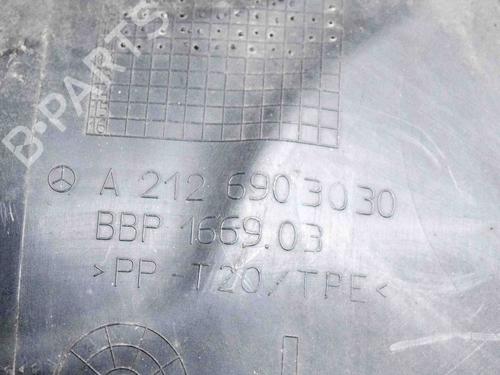 B-PARTS
A 212 690 30 30
BBP 1669.03
>PP-T20/TPE<